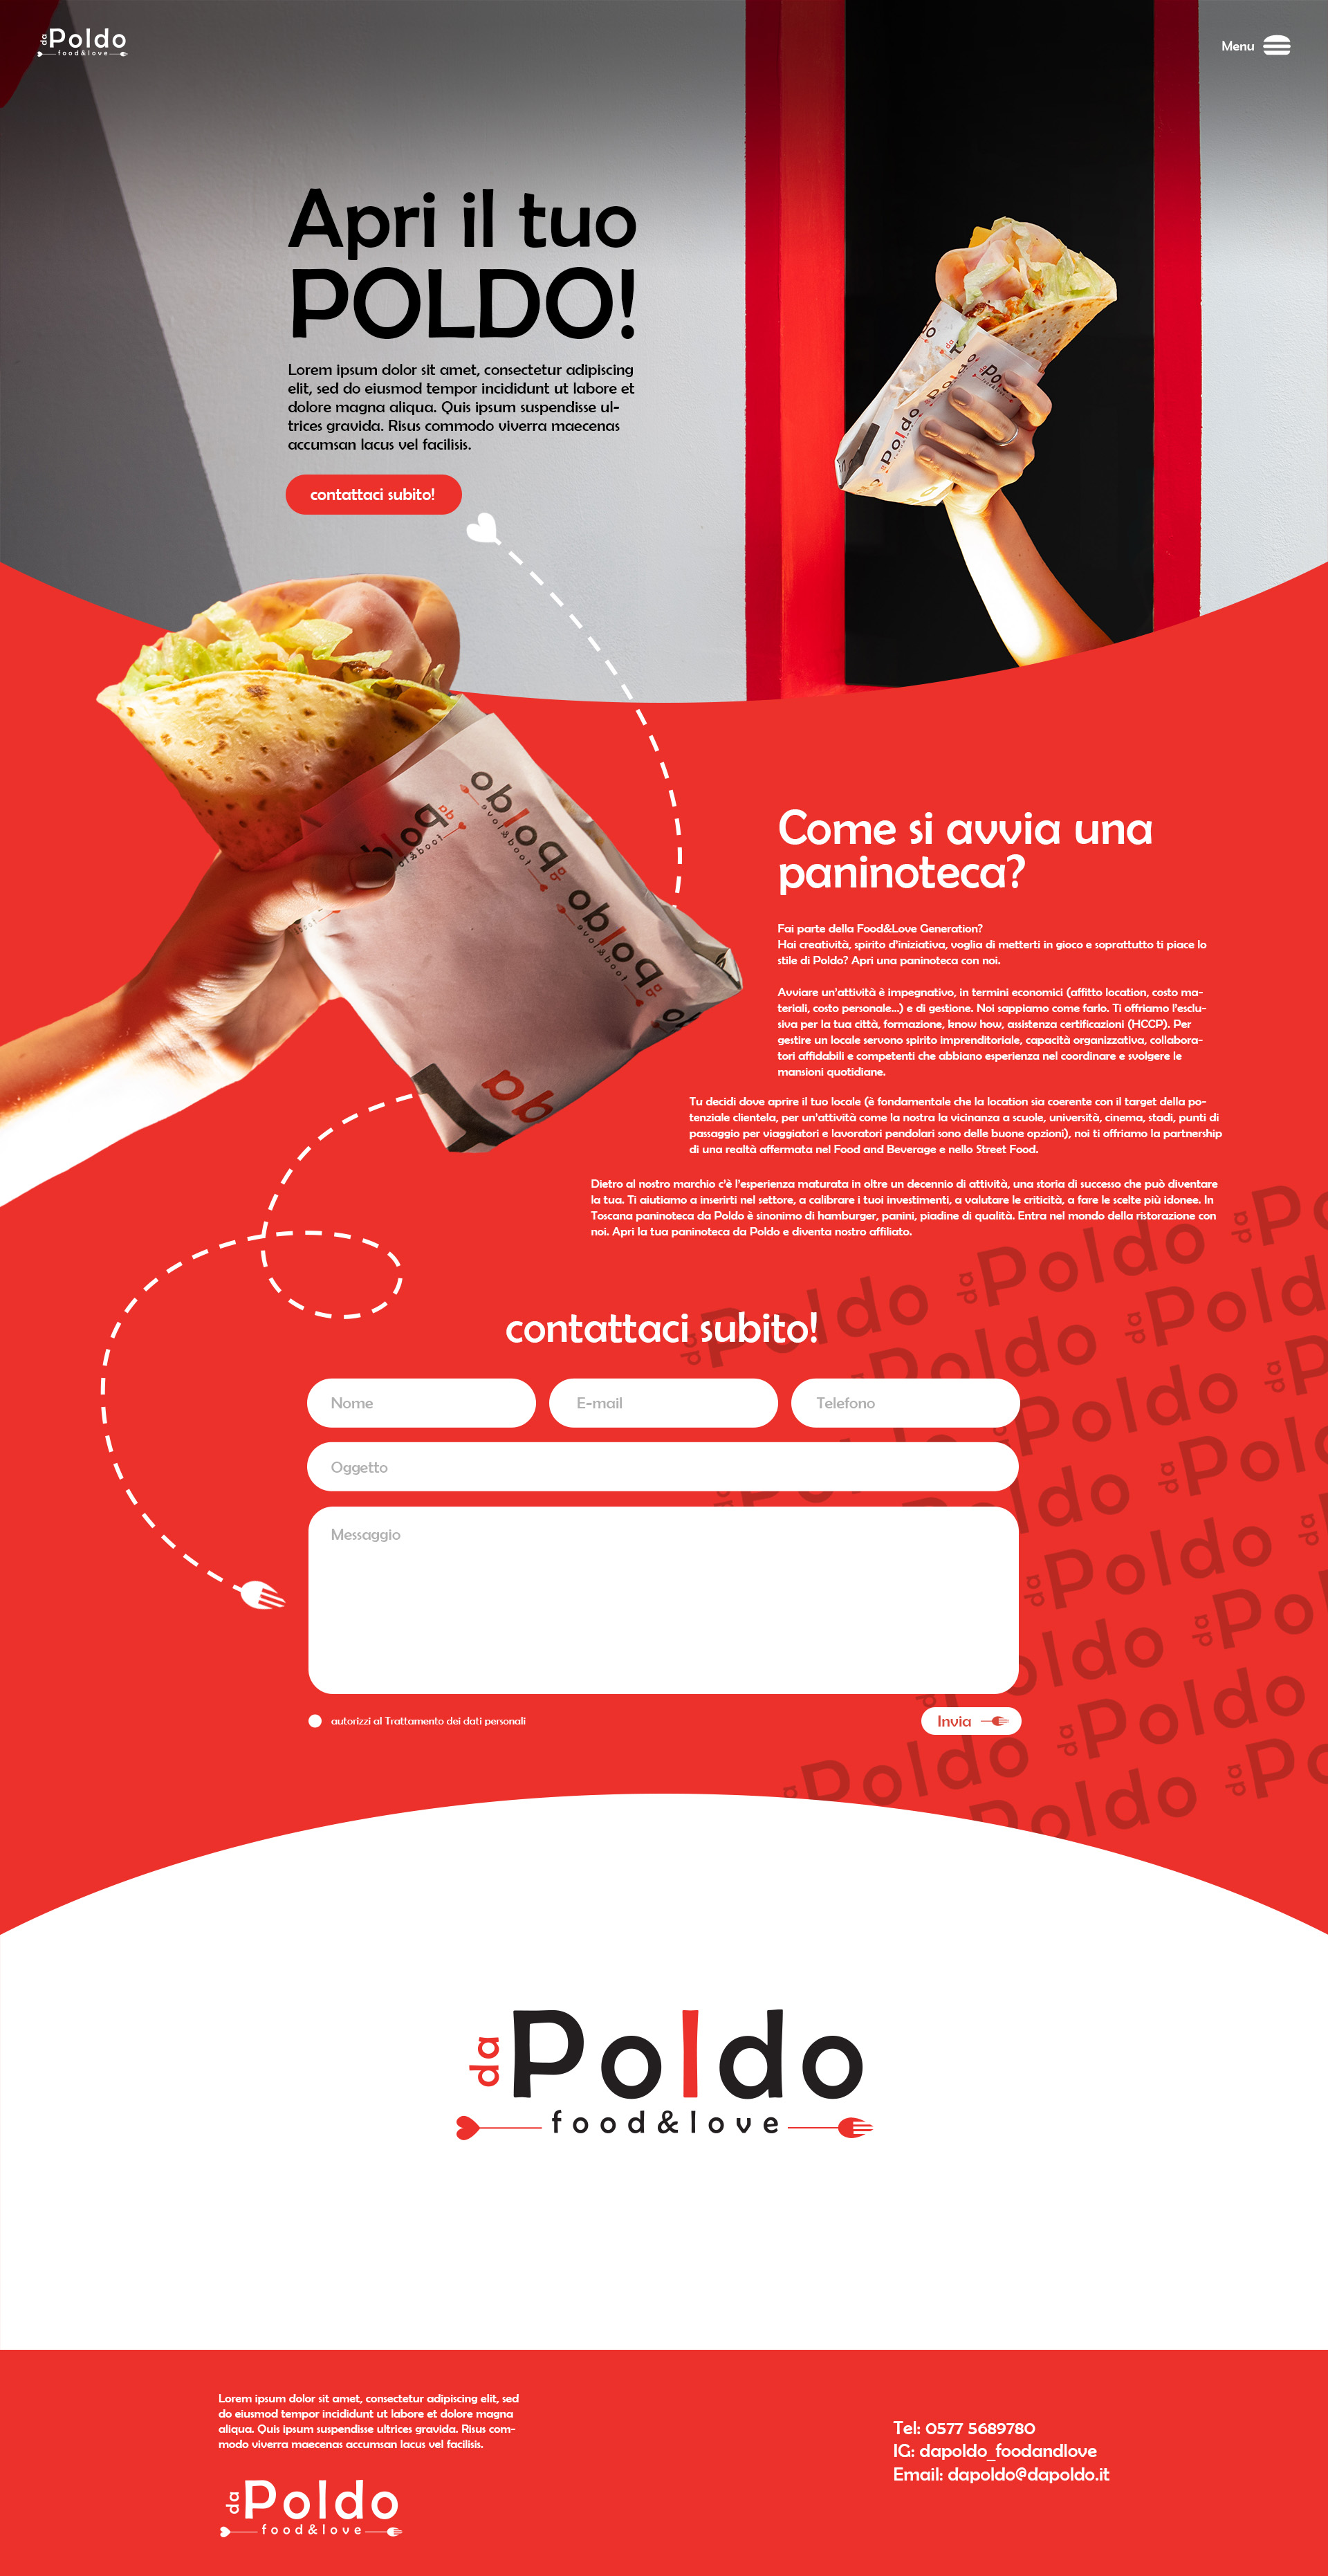 da Poldo
food&love
Menu
Apri il tuo
POLDO!
Lorem ipsum dolor sit amet, consectetur adipiscing
elit, sed do eiusmod tempor incididunt ut labore et
dolore magna aliqua. Quis ipsum suspendisse ul-
trices gravida. Risus commodo viverra maecenas
accumsan lacus vel facilisis.
contattaci subito!
Come si avvia una
paninoteca?
Fai parte della Food&Love Generation?
Hai creatività, spirito d'iniziativa, voglia di metterti in gioco e soprattutto ti piace lo
stile di Poldo? Apri una paninoteca con noi.
Avviare un'attività è impegnativo, in termini economici (affitto location, costo ma-
teriali, costo personale...) e di gestione. Noi sappiamo come farlo. Ti offriamo l'esclu-
siva per la tua città, formazione, know how, assistenza certificazioni (HCCP). Per
gestire un locale servono spirito imprenditoriale, capacità organizzativa, collabora-
tori affidabili e competenti che abbiano esperienza nel coordinare e svolgere le
mansioni quotidiane.
Tu decidi dove aprire il tuo locale (è fondamentale che la location sia coerente con il target della po-
tenziale clientela, per un'attività come la nostra la vicinanza a scuole, università, cinema, stadi, punti di
passaggio per viaggiatori e lavoratori pendolari sono delle buone opzioni), noi ti offriamo la partnership
di una realtà affermata nel Food and Beverage e nello Street Food.
Dietro al nostro marchio c'è l'esperienza maturata in oltre un decennio di attività, una storia di successo che può diventare
la tua. Ti aiutiamo a inserirti nel settore, a calibrare i tuoi investimenti, a valutare le criticità, a fare le scelte più idonee. In
Toscana paninoteca da Poldo è sinonimo di hamburger, panini, piadine di qualità. Entra nel mondo della ristorazione con
noi. Apri la tua paninoteca da Poldo e diventa nostro affiliato.
contattaci subito!
Nome
E-mail
Telefono
Oggetto
Messaggio
autorizzi al Trattamento dei dati personali
Invia
da Poldo
food&love
Lorem ipsum dolor sit amet, consectetur adipiscing elit, sed
do eiusmod tempor incididunt ut labore et dolore magna
aliqua. Quis ipsum suspendisse ultrices gravida. Risus com-
modo viverra maecenas accumsan lacus vel facilisis.
da Poldo
food&love
Tel: 0577 5689780
IG: dapoldo_foodandlove
Email: dapoldo@dapoldo.it